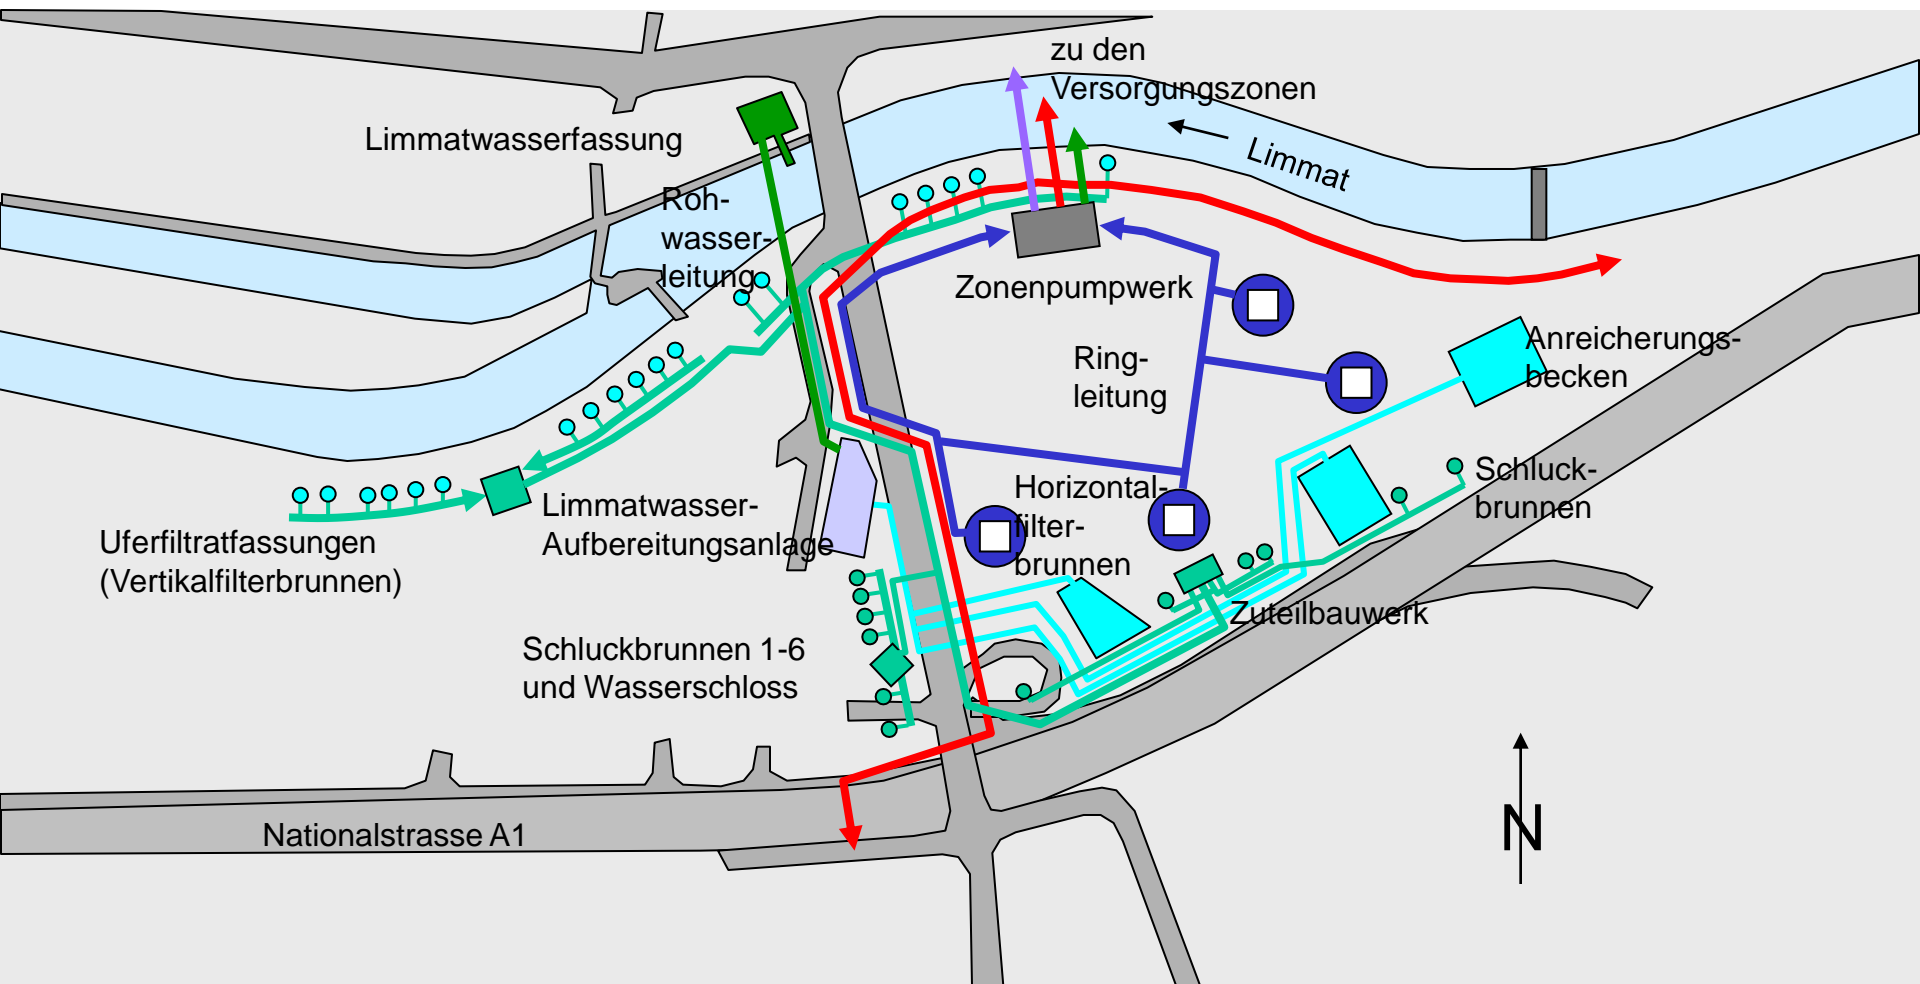 zu den
Versorgungszonen
Limmatwasserfassung
Limmat
Roh-
wasser-
leitung
Zonenpumpwerk
Anreicherungs-
becken
Ring-
leitung
Schluck-
brunnen
Horizontal-
filter-
brunnen
Limmatwasser-
Aufbereitungsanlage
Uferfiltratfassungen
(Vertikalfilterbrunnen)
Zuteilbauwerk
Schluckbrunnen 1-6
und Wasserschloss
Nationalstrasse A1
N